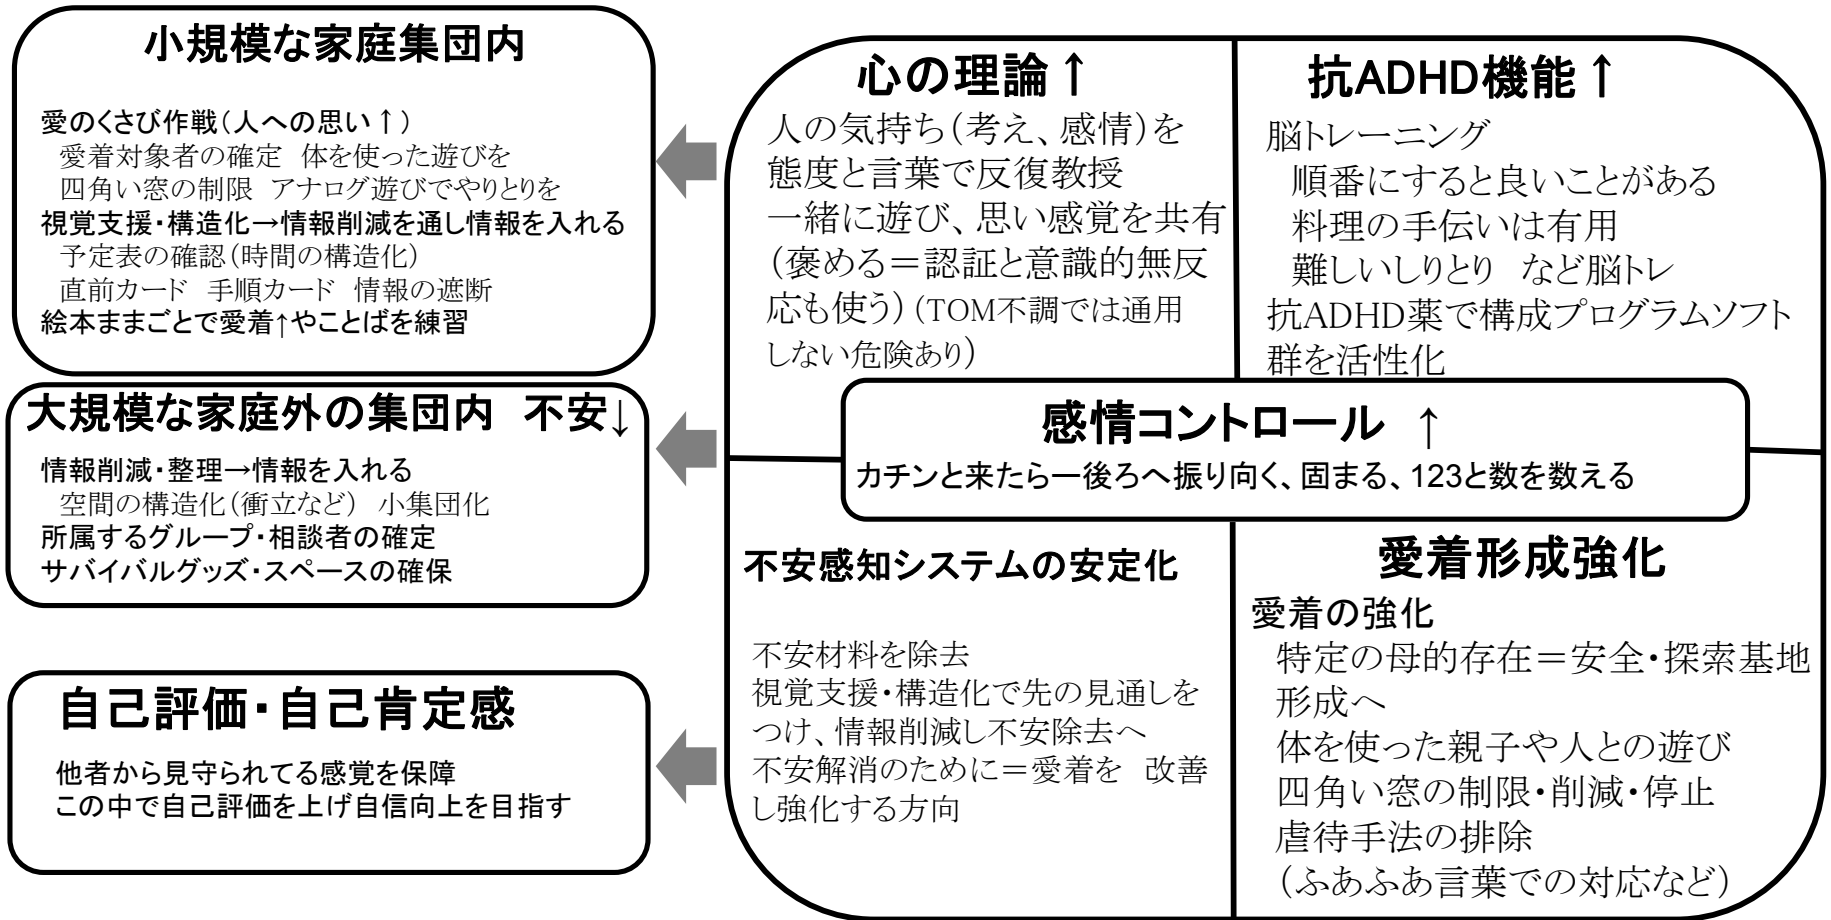 小規模な家庭集団内
愛のくさび作戦(人への思い↑)
愛着対象者の確定 体を使った遊びを
四角い窓の制限 アナログ遊びでやりとりを
視覚支援・構造化→情報削減を通し情報を入れる
予定表の確認(時間の構造化)
直前カード 手順カード 情報の遮断
絵本ままごとで愛着↑やことばを練習
大規模な家庭外の集団内 不安↓
情報削減・整理→情報を入れる
空間の構造化(衝立など) 小集団化
所属するグループ・相談者の確定
サバイバルグッズ・スペースの確保
自己評価・自己肯定感
他者から見守られてる感覚を保障
この中で自己評価を上げ自信向上を目指す
心の理論↑
人の気持ち(考え、感情)を
態度と言葉で反復教授
一緒に遊び、思い感覚を共有
(褒める=認証と意識的無反
応も使う)(TOM不調では通用
しない危険あり)
抗ADHD機能↑
脳トレーニング
順番にすると良いことがある
料理の手伝いは有用
難しいしりとり など脳トレ
抗ADHD薬で構成プログラムソフト
群を活性化
感情コントロール ↑
カチンと来たら一後ろへ振り向く、固まる、123と数を数える
不安感知システムの安定化
不安材料を除去
視覚支援・構造化で先の見通しを
つけ、情報削減し不安除去へ
不安解消のために=愛着を 改善
し強化する方向
愛着形成強化
愛着の強化
特定の母的存在=安全・探索基地
形成へ
体を使った親子や人との遊び
四角い窓の制限・削減・停止
虐待手法の排除
(ふあふあ言葉での対応など)